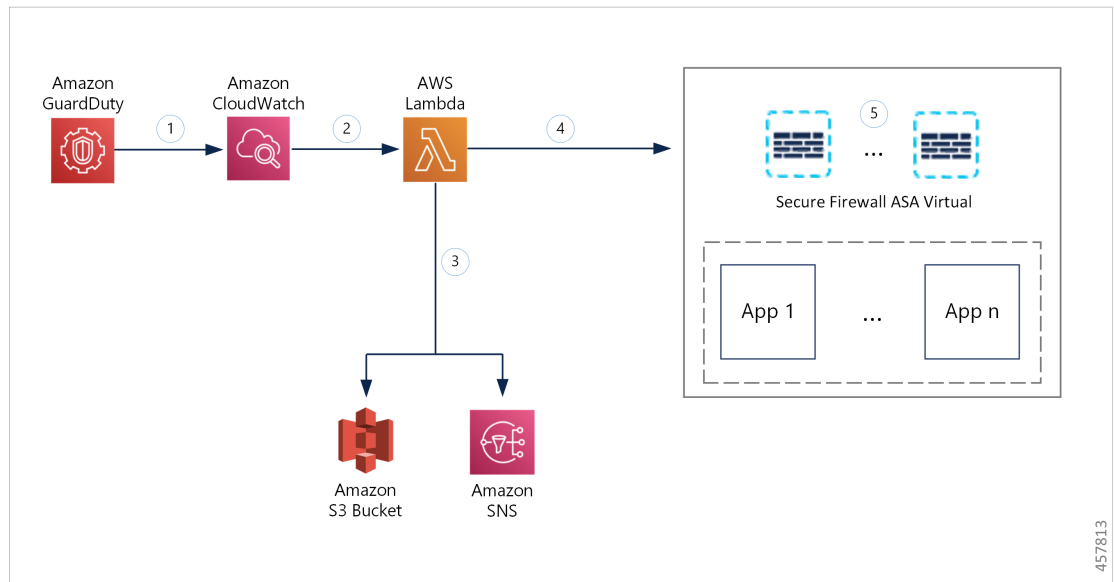 Amazon
GuardDuty
Amazon
CloudWatch
AWS
Lambda
1
2
4
5
...
Secure Firewall ASA Virtual
3
App 1
...
App n
Amazon
S3 Bucket
Amazon
SNS
457813